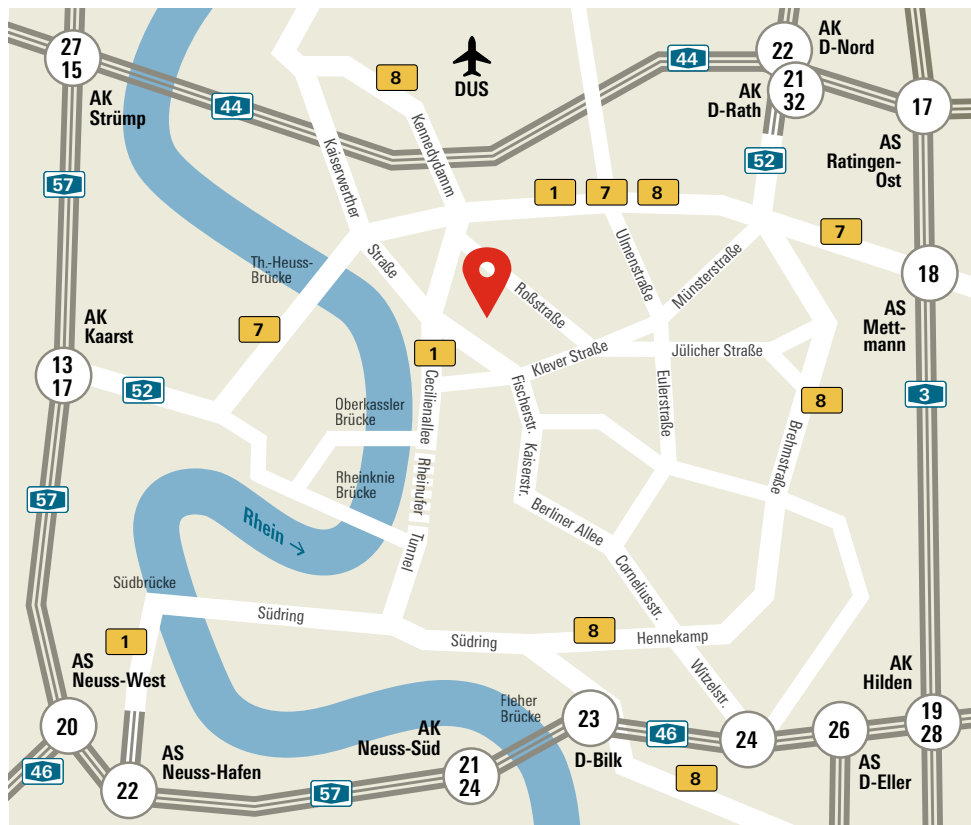 27
15
AK
Strümp
44
8
DUS
44
22
AK
D-Nord
AK
D-Rath
21
32
17
AS
Ratingen-
Ost
57
52
Kennedydamm
Kaiserwerther
Straße
1
7
8
7
Th.-Heuss-
Brücke
Roßstraße
Ulmenstraße
Münsterstraße
18
AS
Mett-
mann
AK
Kaarst
13
17
7
1
Klever Straße
Jülicher Straße
52
Cecilienallee
Fischerstr.
Eulerstraße
8
3
Oberkassler
Brücke
Brehmstraße
Kaiserstr.
Rheinufer
Tunnel
Rheinknie
Brücke
57
Rhein →
Berliner Allee
Corneliusstr.
Südbrücke
Südring
Südring
8
Hennekamp
1
Witzelstr.
AS
Neuss-West
20
46
AS
Neuss-Hafen
22
57
AK
Neuss-Süd
21
24
Fleher
Brücke
23
D-Bilk
46
8
24
26
AS
D-Eller
AK
Hilden
19
28